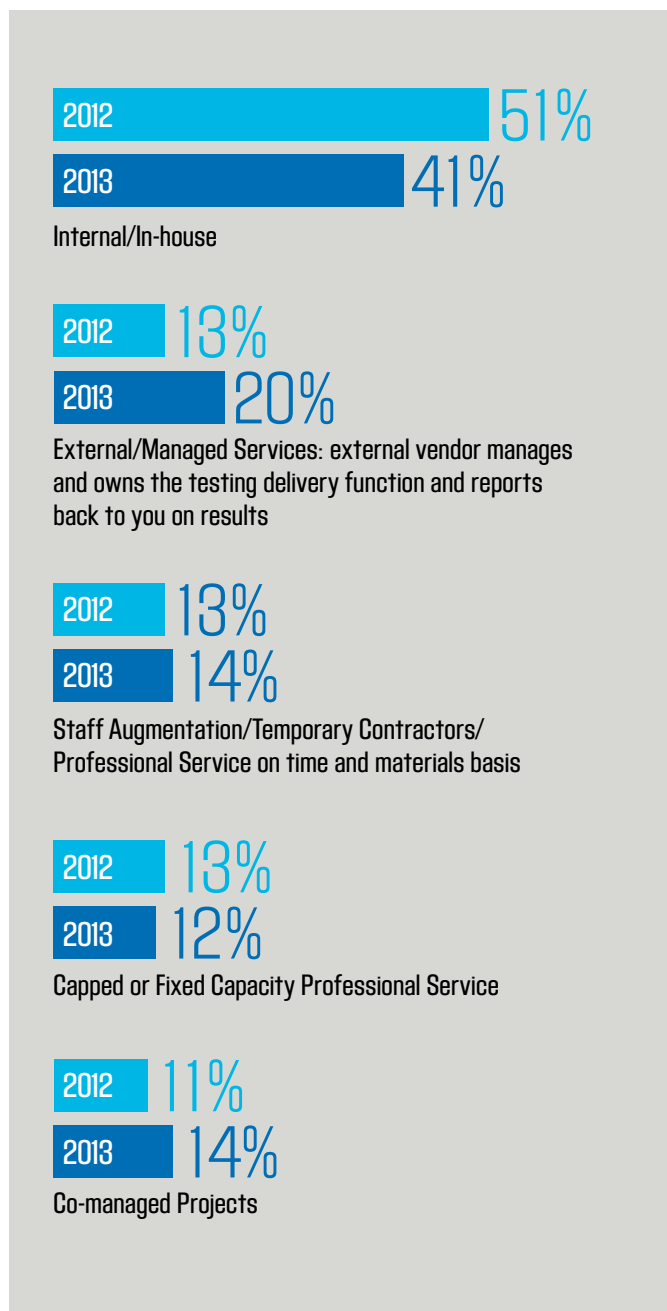 2012 51%
2013 41%
Internal/In-house
2012 13%
2013 20%
External/Managed Services: external vendor manages
and owns the testing delivery function and reports
back to you on results
2012 13%
2013 14%
Staff Augmentation/Temporary Contractors/
Professional Service on time and materials basis
2012 13%
2013 12%
Capped or Fixed Capacity Professional Service
2012 11%
2013 14%
Co-managed Projects